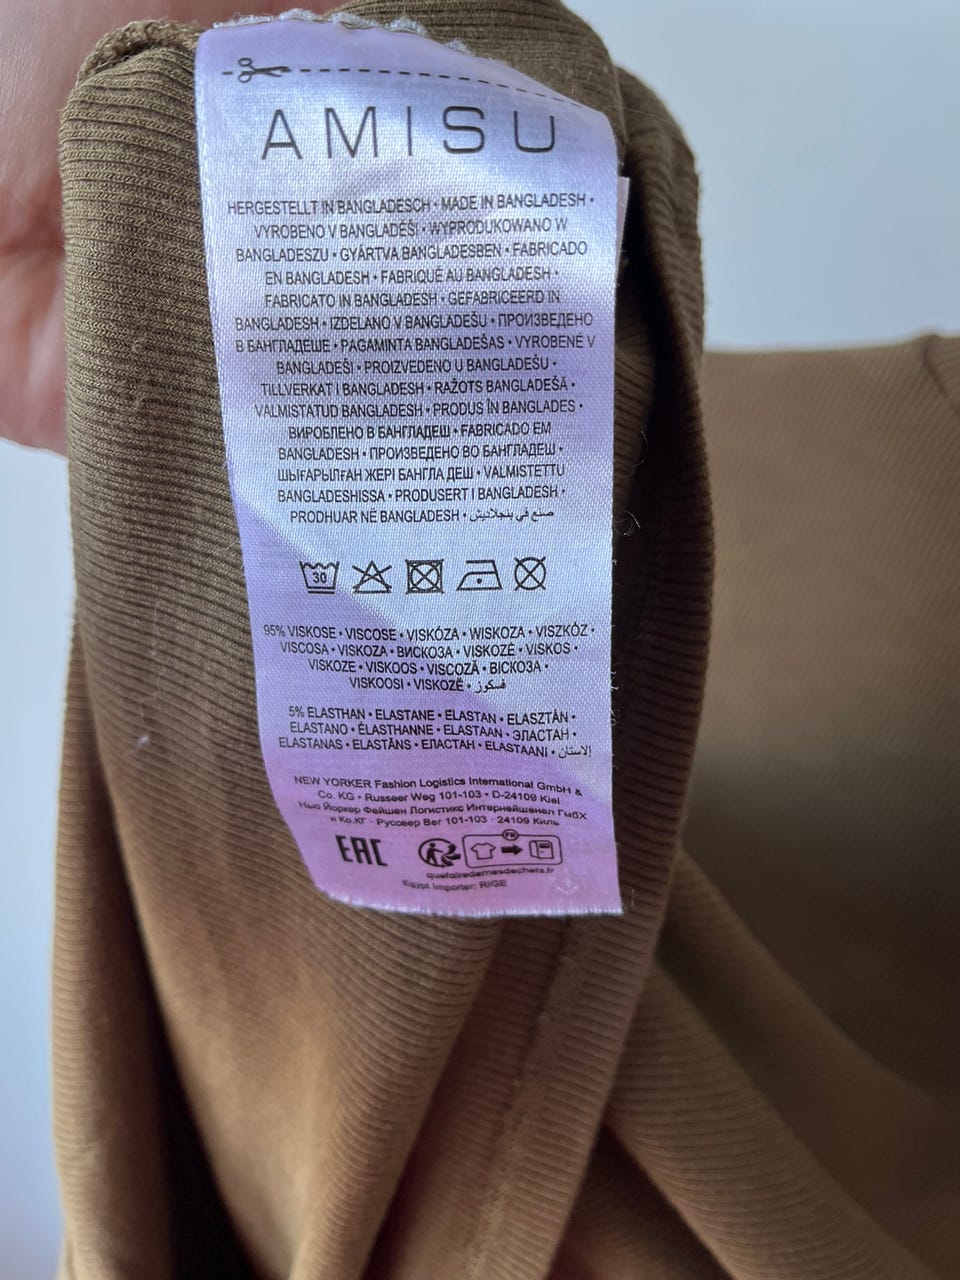 AMISU
HERGESTELLT IN BANGLADESCH • MADE IN BANGLADESH •
VYROBENO V BANGLADÉŠI • WYPRODUKOWANO W
BANGLADESZU • GYÁRTVA BANGLADESBEN • FABRICADO
EN BANGLADESH • FABRIQUÉ AU BANGLADESH •
FABRICATO IN BANGLADESH • GEFABRICEERD IN
BANGLADESH • IZDELANO V BANGLADEŠU • ПРОИЗВЕДЕНО
В БАНГЛАДЕШЕ • PAGAMINTA BANGLADEŠAS • VYROBENÉ V
BANGLADÉŠI • PROIZVEDENO U BANGLADEŠU •
TILLVERKAT I BANGLADESH • RAŽOTS BANGLADEŠĀ •
VALMISTATUD BANGLADESH • PRODUS ÎN BANGLADES •
ВИРОБЛЕНО В БАНГЛАДЕШ • FABRICADO EM
BANGLADESH • ПРОИЗВЕДЕНО ВО БАНГЛАДЕШ •
ШЫҒАРЫЛҒАН ЖЕРІ БАНГЛА ДЕШ • VALMISTETTU
BANGLADESHISSA • PRODUSERT I BANGLADESH •
PRODHUAR NË BANGLADESH • صنع في بنجلاديش
30
95% VISKOSE • VISCOSE • VISKÓZA • WISKOZA • VISZKÓZ •
VISCOSA • VISKOZA • ВИСКОЗА • VISKOZÉ • VISKOS •
VISKOZE • VISKOOS • VISCOZĂ • ВІСКОЗА •
VISKOOSI • VISKOZË • فسكوز
5% ELASTHAN • ELASTANE • ELASTAN • ELASZTÁN •
ELASTANO • ÉLASTHANNE • ELASTAAN • ЭЛАСТАН •
ELASTANAS • ELASTĀNS • ЕЛАСТАН • ELASTAANI • الاستان
NEW YORKER Fashion Logistics International GmbH &
Co. KG • Russeer Weg 101-103 • D-24109 Kiel
Нью Йоркер Фейшен Логистикс Интернейшенал ГмбХ
и Ко.КГ · Руссеер Вег 101-103 · 24109 Киль
EAC
FR
quefairedemesdechets.fr
Egypt Importer: RIGE